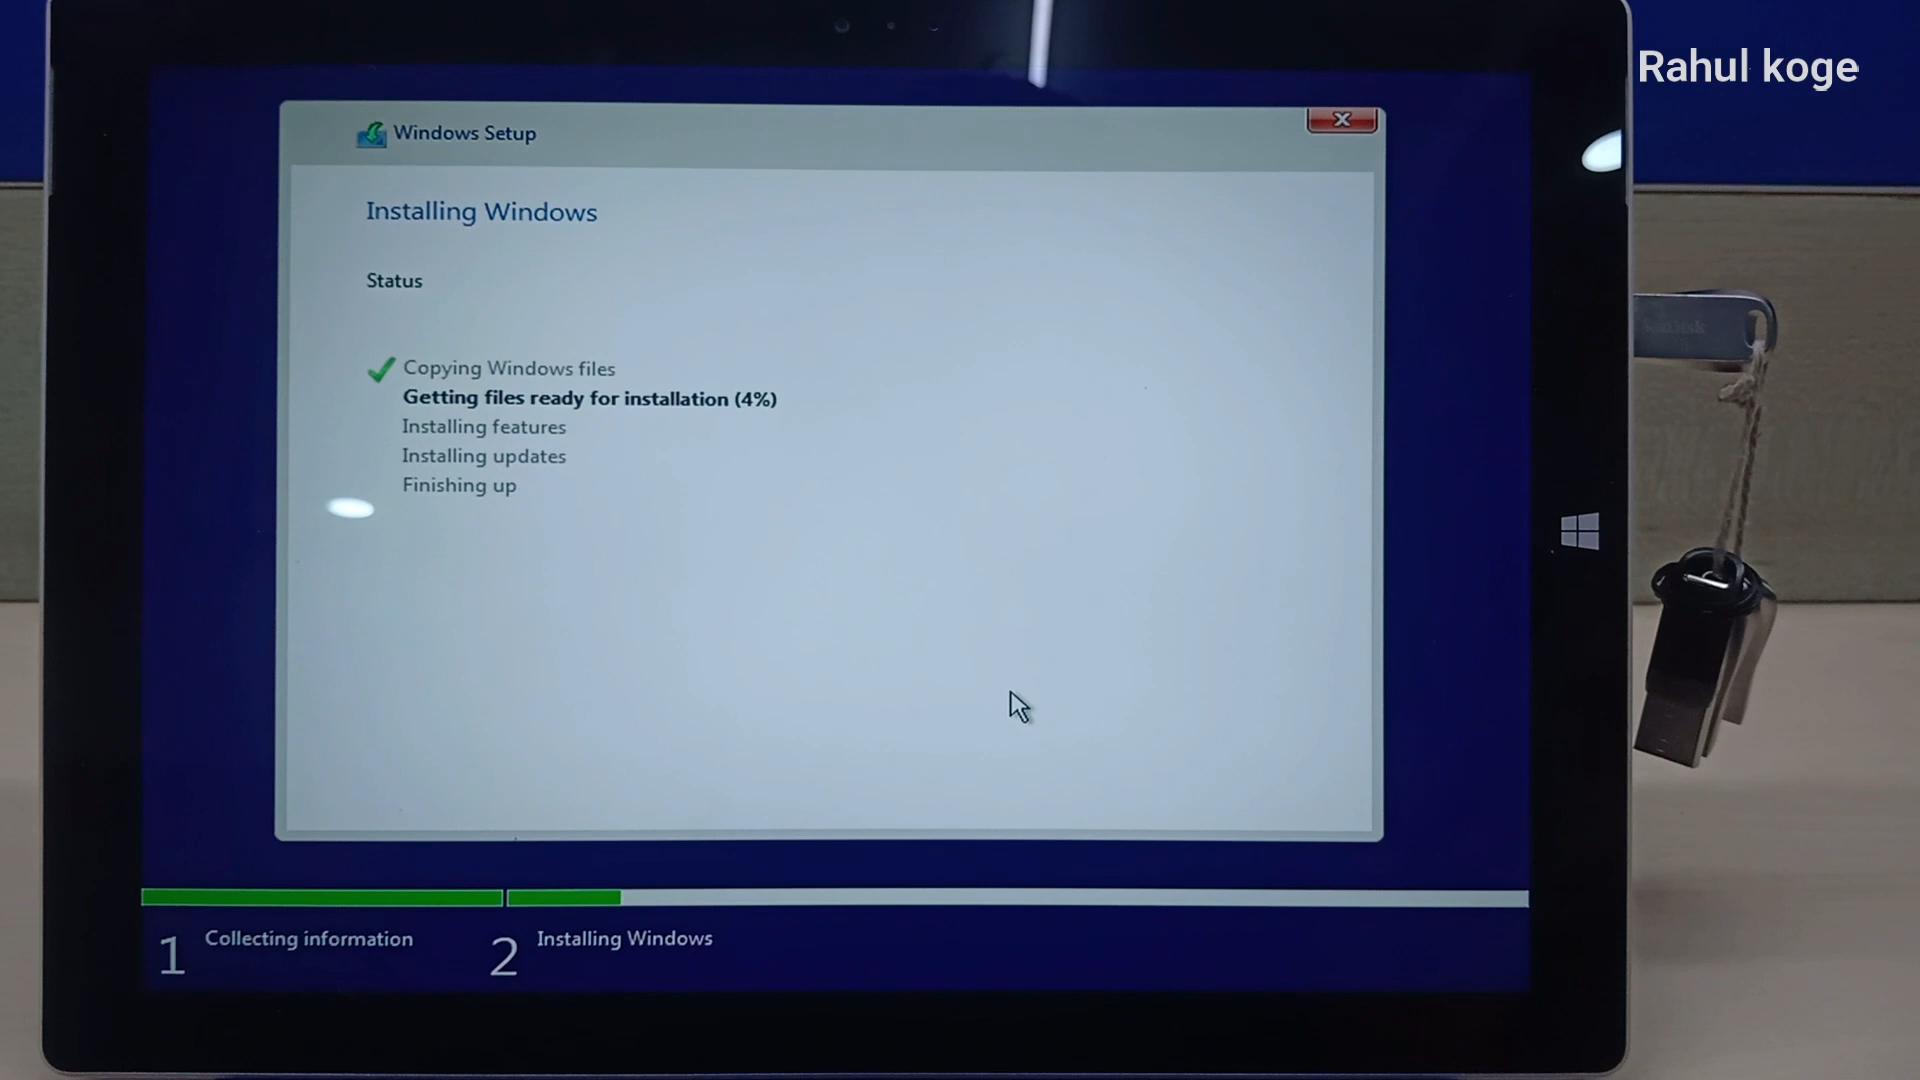 Rahul koge
Windows Setup
Installing Windows
Status
Copying Windows files
Getting files ready for installation (4%)
Installing features
Installing updates
Finishing up
SanDisk
1 Collecting information
2 Installing Windows